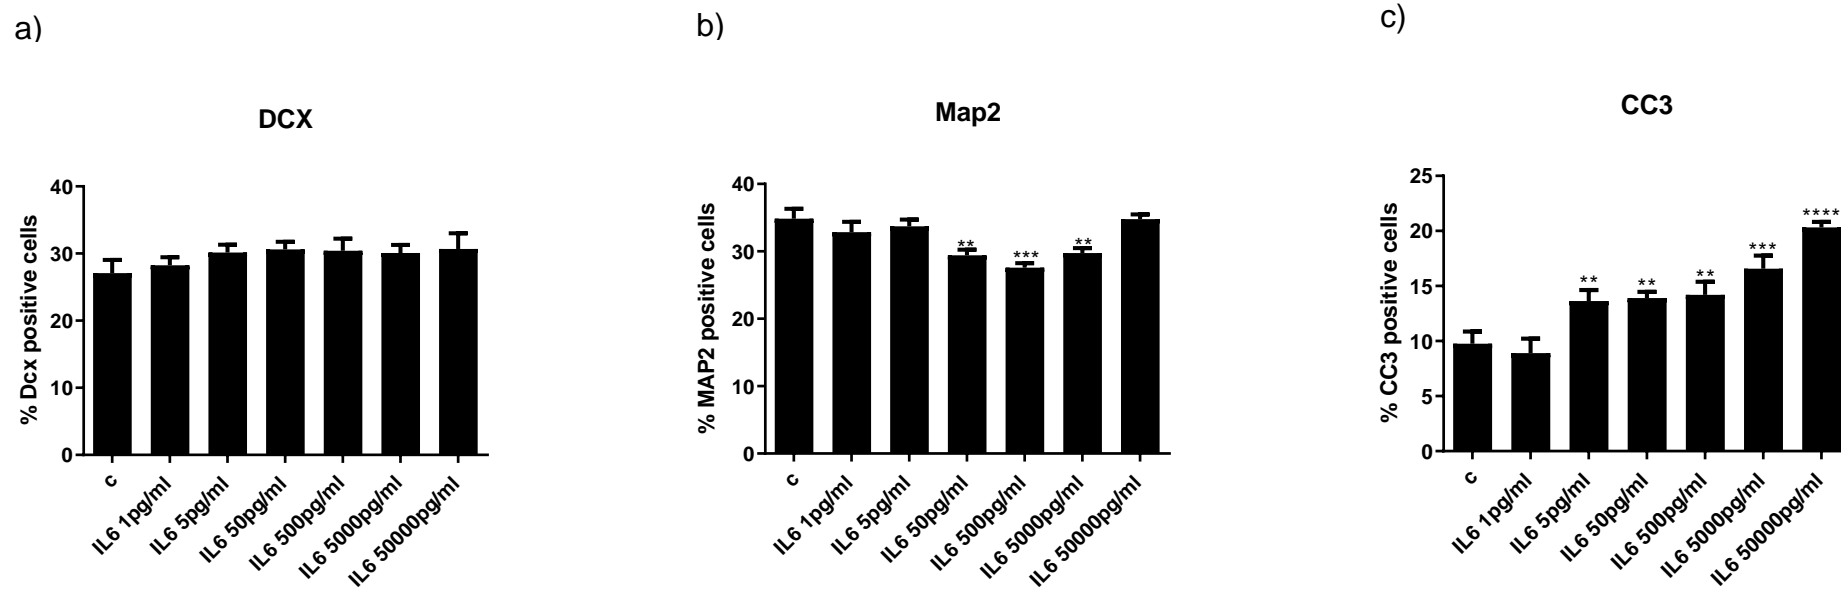 a)
DCX
% Dcx positive cells
40
30
20
10
0
c
IL6 1pg/ml
IL6 5pg/ml
IL6 50pg/ml
IL6 500pg/ml
IL6 5000pg/ml
IL6 50000pg/ml
b)
Map2
% MAP2 positive cells
40
30
20
10
0
**
***
**
c
IL6 1pg/ml
IL6 5pg/ml
IL6 50pg/ml
IL6 500pg/ml
IL6 5000pg/ml
IL6 50000pg/ml
c)
CC3
% CC3 positive cells
25
20
15
10
5
0
**
**
**
***
****
c
IL6 1pg/ml
IL6 5pg/ml
IL6 50pg/ml
IL6 500pg/ml
IL6 5000pg/ml
IL6 50000pg/ml